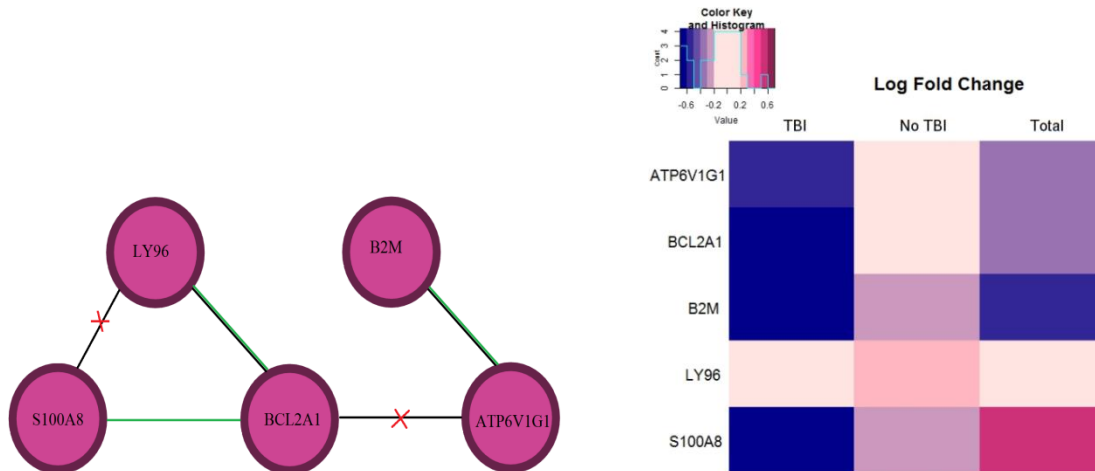 LY96
B2M
S100A8
BCL2A1
ATP6V1G1
Color Key
and Histogram
Count
0 1 2 3 4
-0.6 -0.2 0.2 0.6
Value
Log Fold Change
TBI No TBI Total
ATP6V1G1
BCL2A1
B2M
LY96
S100A8